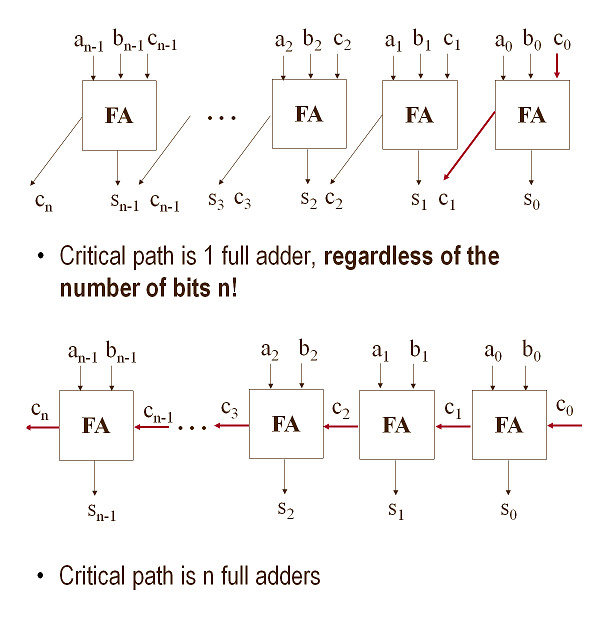 aₙ₋₁ bₙ₋₁ cₙ₋₁ a₂ b₂ c₂ a₁ b₁ c₁ a₀ b₀ c₀
FA ... FA FA FA
cₙ sₙ₋₁ cₙ₋₁ s₃ c₃ s₂ c₂ s₁ c₁ s₀
• Critical path is 1 full adder, regardless of the
number of bits n!
aₙ₋₁ bₙ₋₁ a₂ b₂ a₁ b₁ a₀ b₀
cₙ cₙ₋₁ c₃ c₂ c₁ c₀
FA ... FA FA FA
sₙ₋₁ s₂ s₁ s₀
• Critical path is n full adders